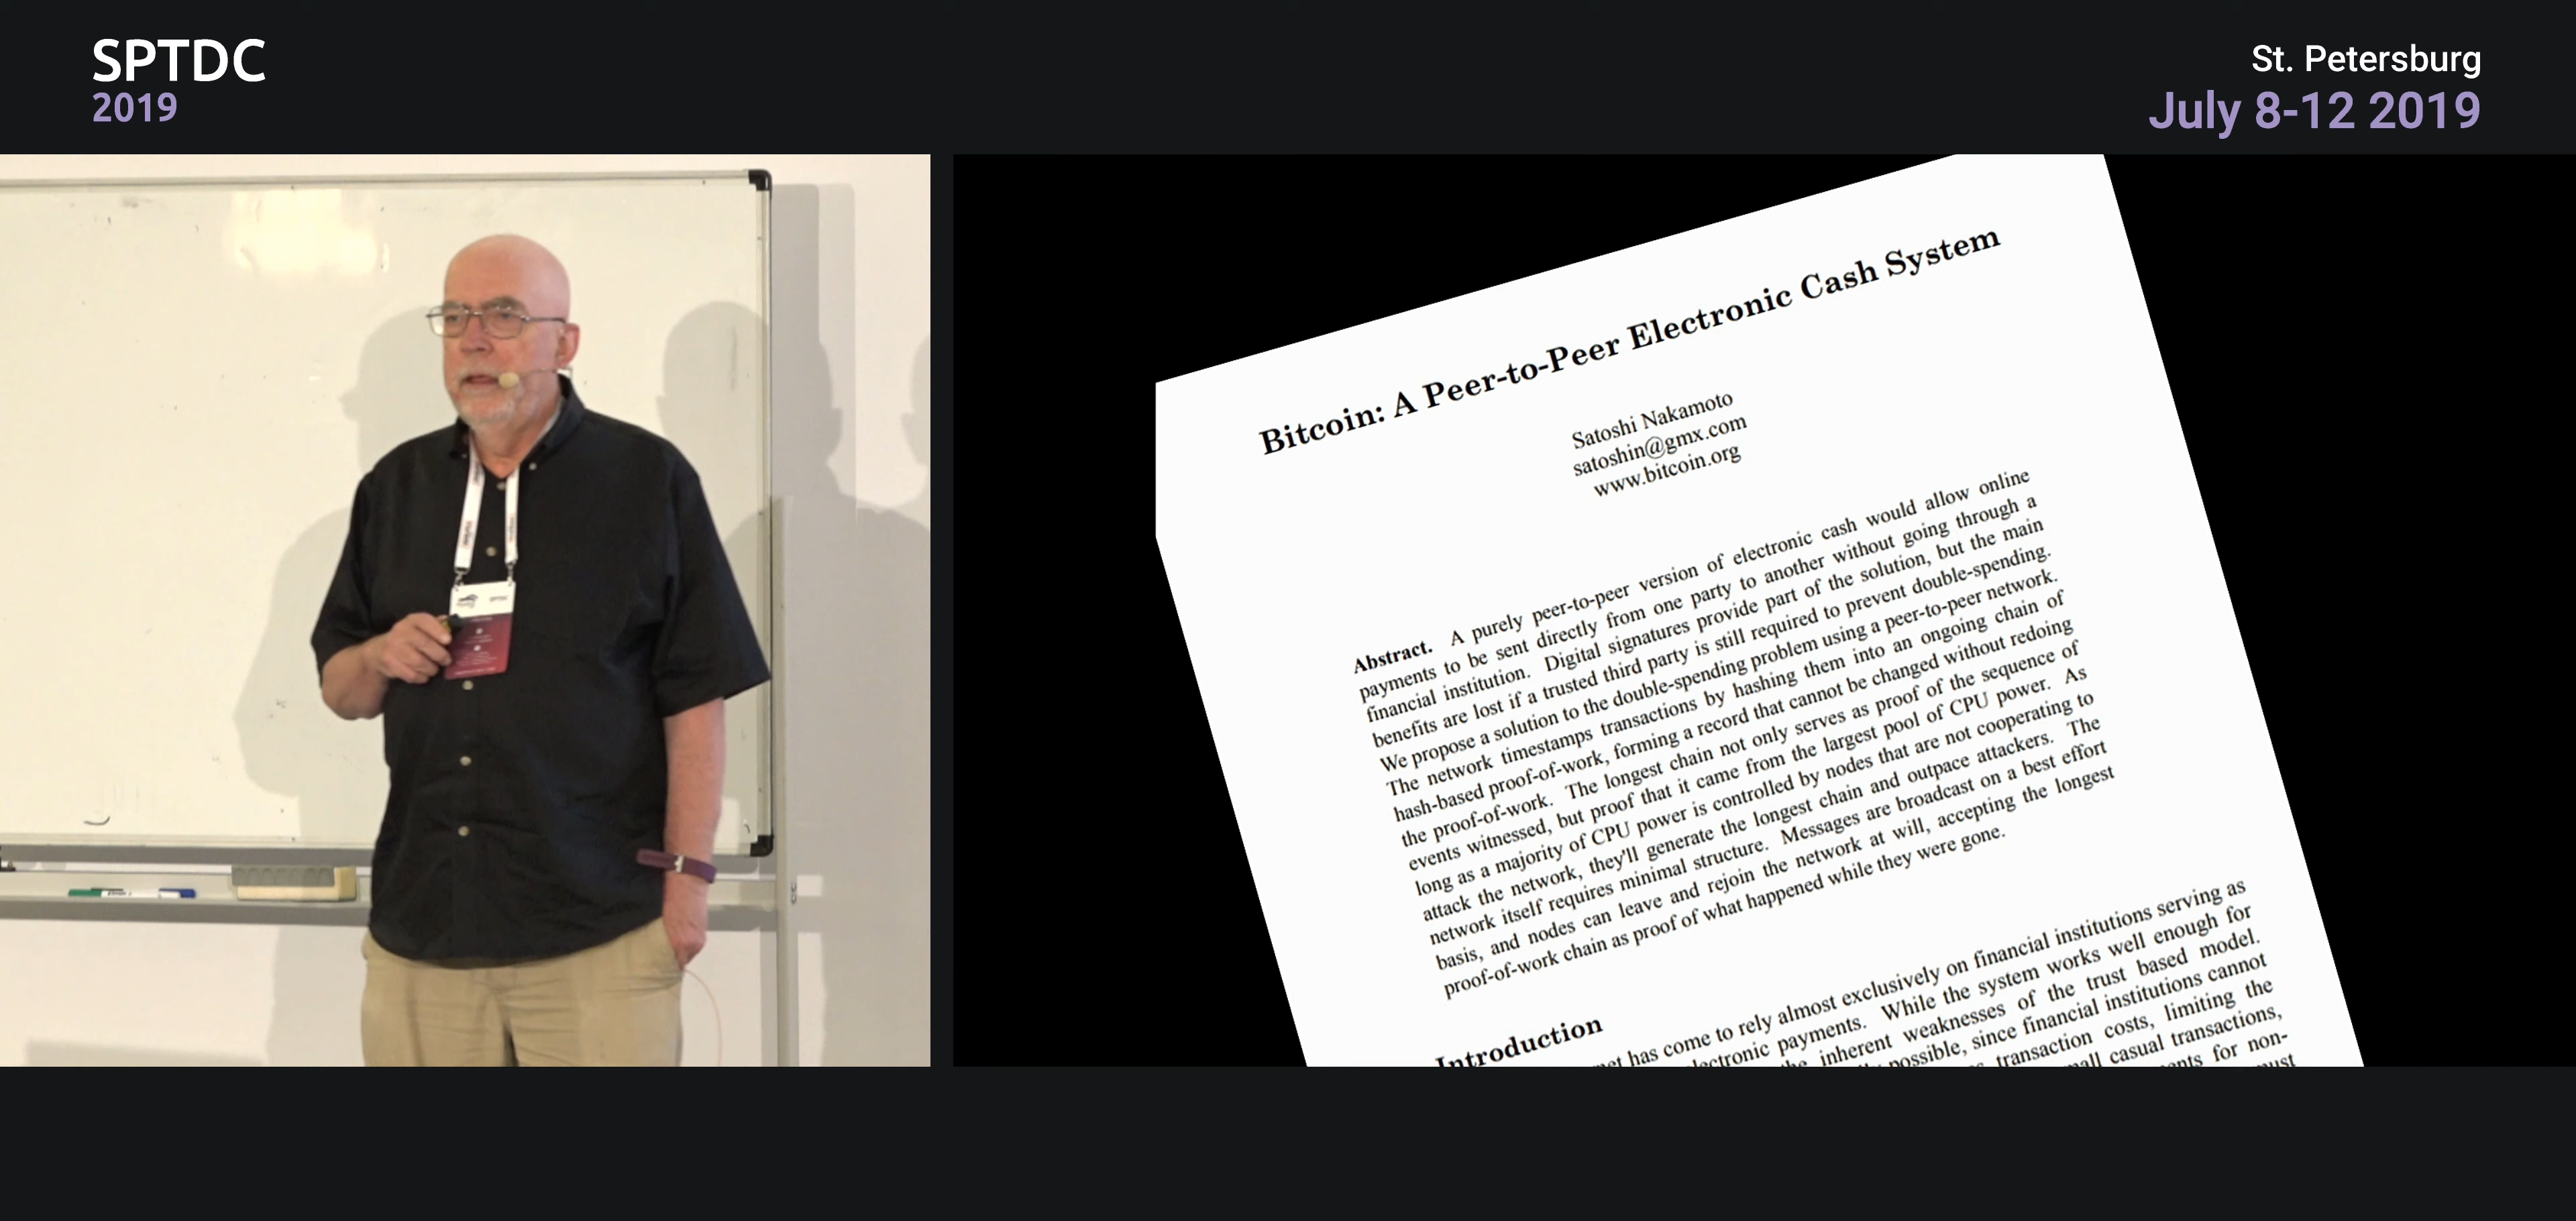 SPTDC
2019
St. Petersburg
July 8-12 2019
Bitcoin: A Peer-to-Peer Electronic Cash System
Satoshi Nakamoto
satoshin@gmx.com
www.bitcoin.org
Abstract. A purely peer-to-peer version of electronic cash would allow online
payments to be sent directly from one party to another without going through a
financial institution. Digital signatures provide part of the solution, but the main
benefits are lost if a trusted third party is still required to prevent double-spending.
We propose a solution to the double-spending problem using a peer-to-peer network.
The network timestamps transactions by hashing them into an ongoing chain of
hash-based proof-of-work, forming a record that cannot be changed without redoing
the proof-of-work. The longest chain not only serves as proof of the sequence of
events witnessed, but proof that it came from the largest pool of CPU power. As
long as a majority of CPU power is controlled by nodes that are not cooperating to
attack the network, they'll generate the longest chain and outpace attackers. The
network itself requires minimal structure. Messages are broadcast on a best effort
basis, and nodes can leave and rejoin the network at will, accepting the longest
proof-of-work chain as proof of what happened while they were gone.
Introduction
has come to rely almost exclusively on financial institutions serving as
payments. While the system works well enough for
inherent weaknesses of the trust based model.
possible, since financial institutions cannot
transaction costs, limiting the
casual transactions,
for non-
must